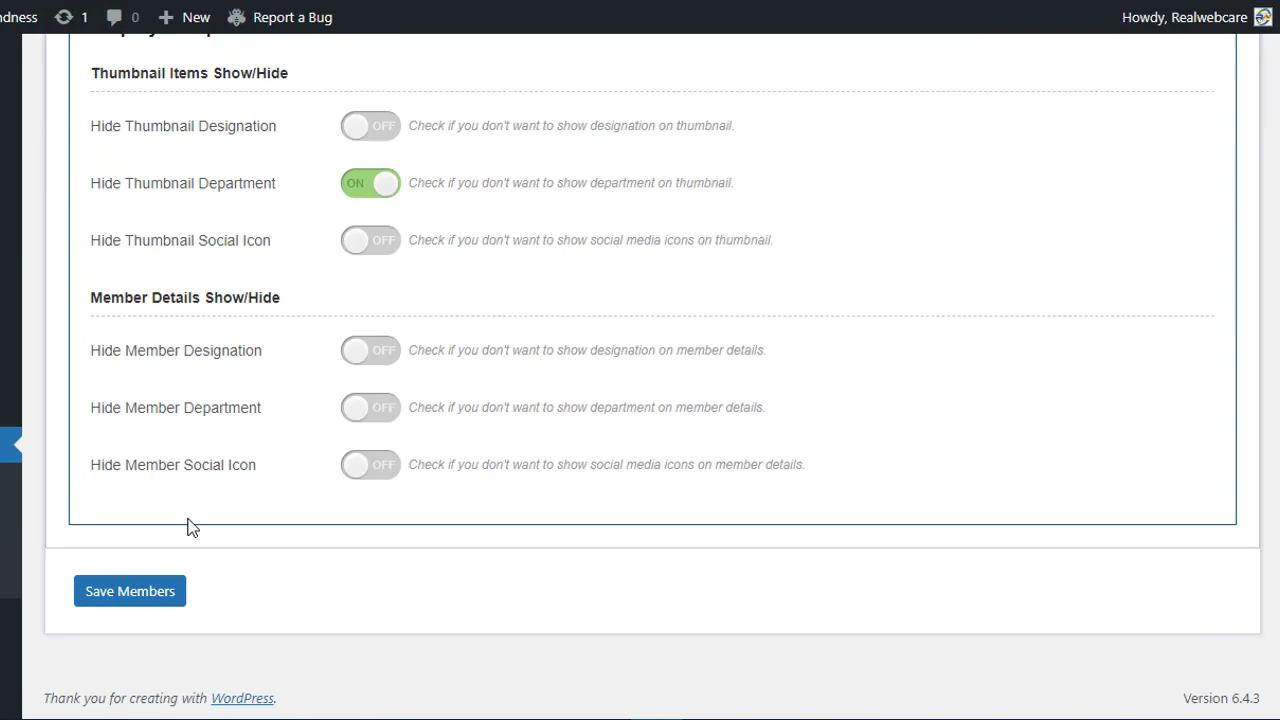 ndness 1 0 New Report a Bug Howdy, Realwebcare
Thumbnail Items Show/Hide
Hide Thumbnail Designation OFF Check if you don't want to show designation on thumbnail.
Hide Thumbnail Department ON Check if you don't want to show department on thumbnail.
Hide Thumbnail Social Icon OFF Check if you don't want to show social media icons on thumbnail.
Member Details Show/Hide
Hide Member Designation OFF Check if you don't want to show designation on member details.
Hide Member Department OFF Check if you don't want to show department on member details.
Hide Member Social Icon OFF Check if you don't want to show social media icons on member details.
Save Members
Thank you for creating with WordPress. Version 6.4.3